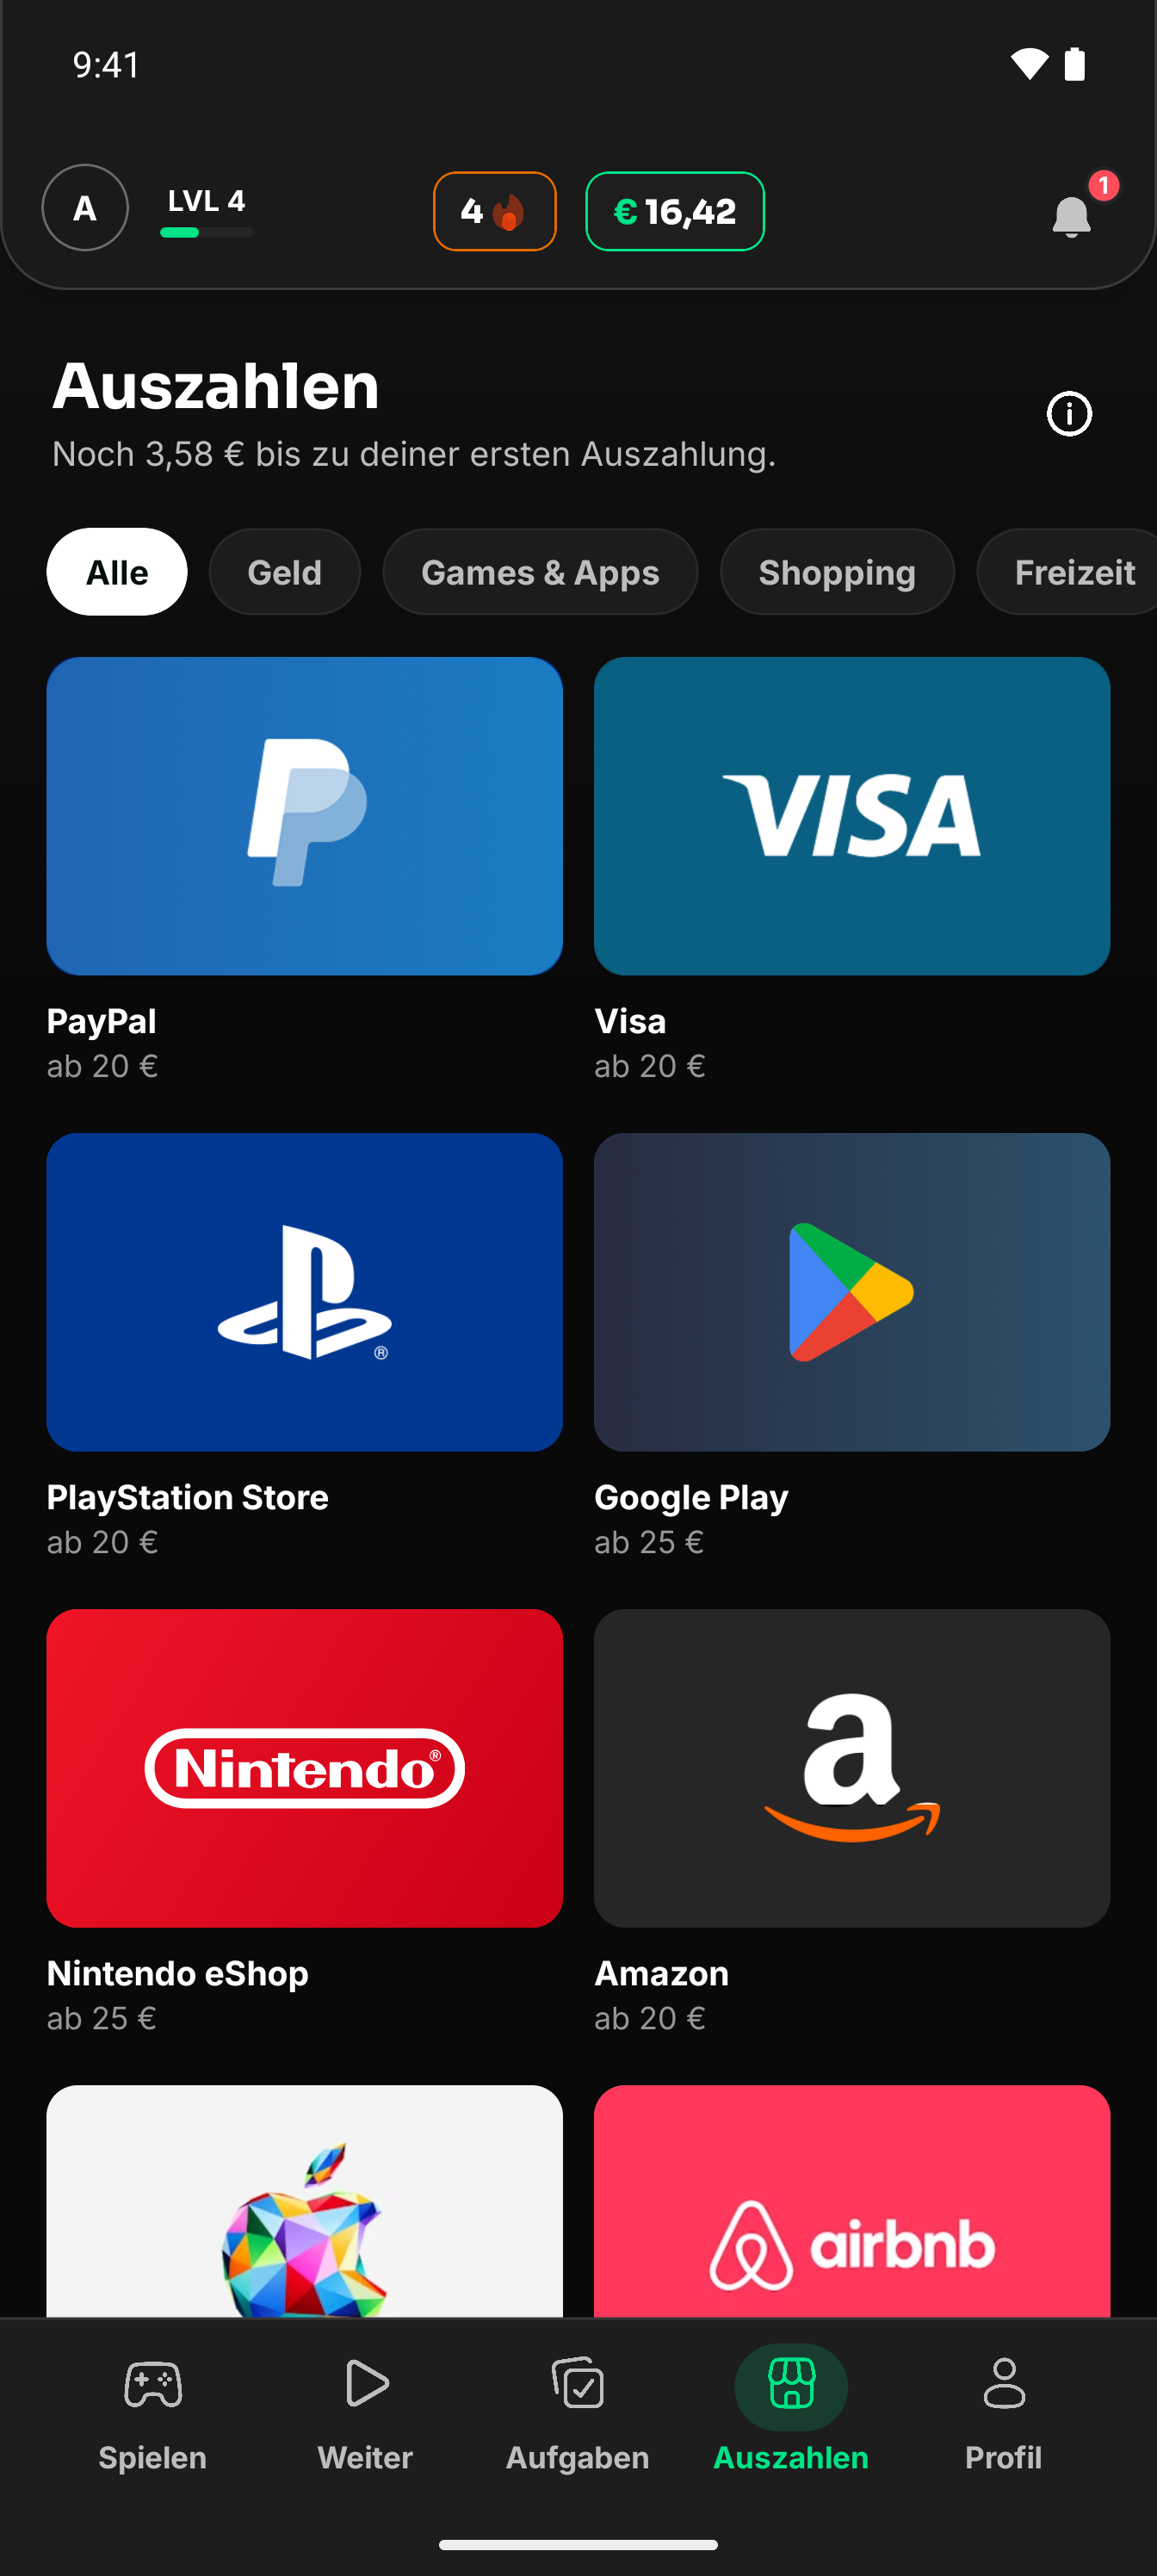 9:41
A
LVL 4
4
€ 16,42
1
Auszahlen
Noch 3,58 € bis zu deiner ersten Auszahlung.
Alle
Geld
Games & Apps
Shopping
Freizeit
VISA
PayPal
ab 20 €
Visa
ab 20 €
®
PlayStation Store
ab 20 €
Google Play
ab 25 €
Nintendo®
a
Nintendo eShop
ab 25 €
Amazon
ab 20 €
airbnb
Spielen
Weiter
Aufgaben
Auszahlen
Profil